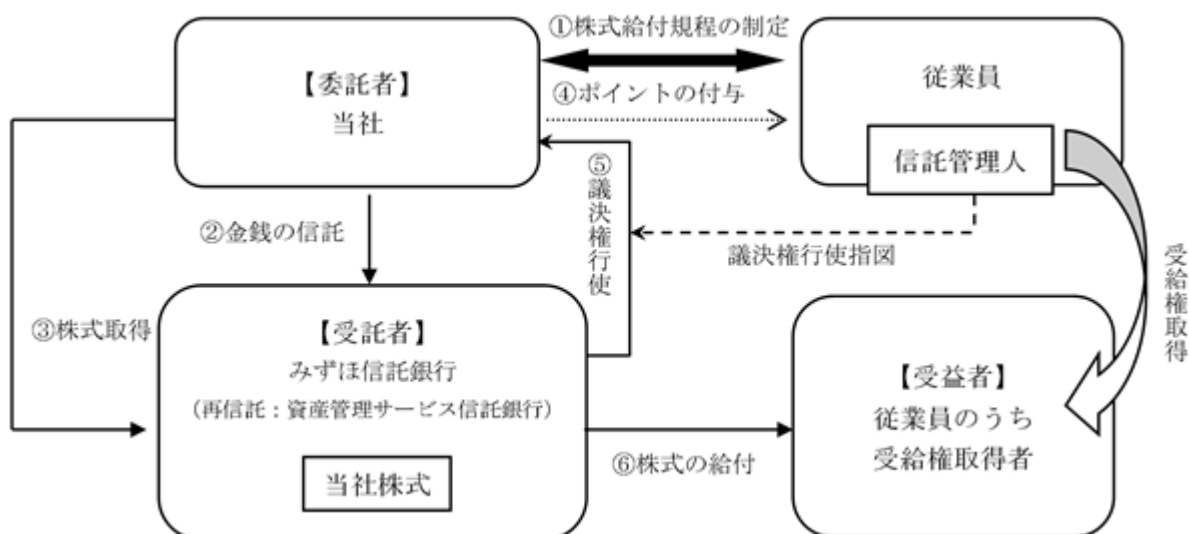 ①株式給付規程の制定
【委託者】
当社
④ポイントの付与
従業員
信託管理人
②金銭の信託
⑤議決権行使
議決権行使指図
受給権取得
③株式取得
【受託者】
みずほ信託銀行
（再信託：資産管理サービス信託銀行）
当社株式
⑥株式の給付
【受益者】
従業員のうち
受給権取得者